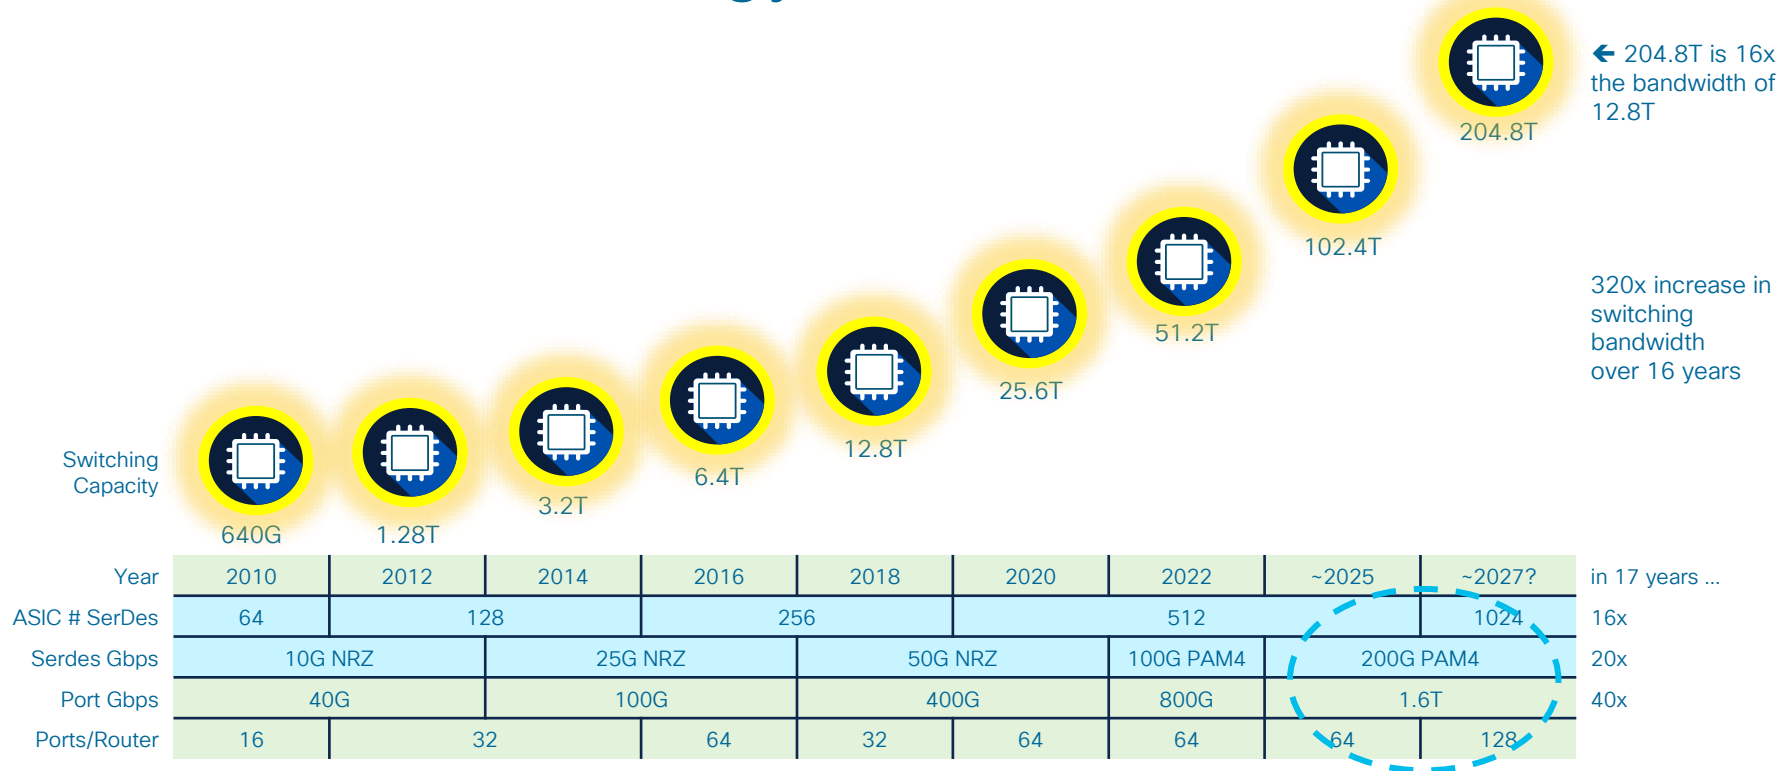 ← 204.8T is 16x
the bandwidth of
12.8T
204.8T
102.4T
320x increase in
switching
bandwidth
over 16 years
51.2T
25.6T
12.8T
6.4T
3.2T
Switching
Capacity
640G 1.28T
Year 2010 2012 2014 2016 2018 2020 2022 ~2025 ~2027? in 17 years ...
ASIC # SerDes 64 128 256 512 1024 16x
Serdes Gbps 10G NRZ 25G NRZ 50G NRZ 100G PAM4 200G PAM4 20x
Port Gbps 40G 100G 400G 800G 1.6T 40x
Ports/Router 16 32 64 32 64 64 64 128